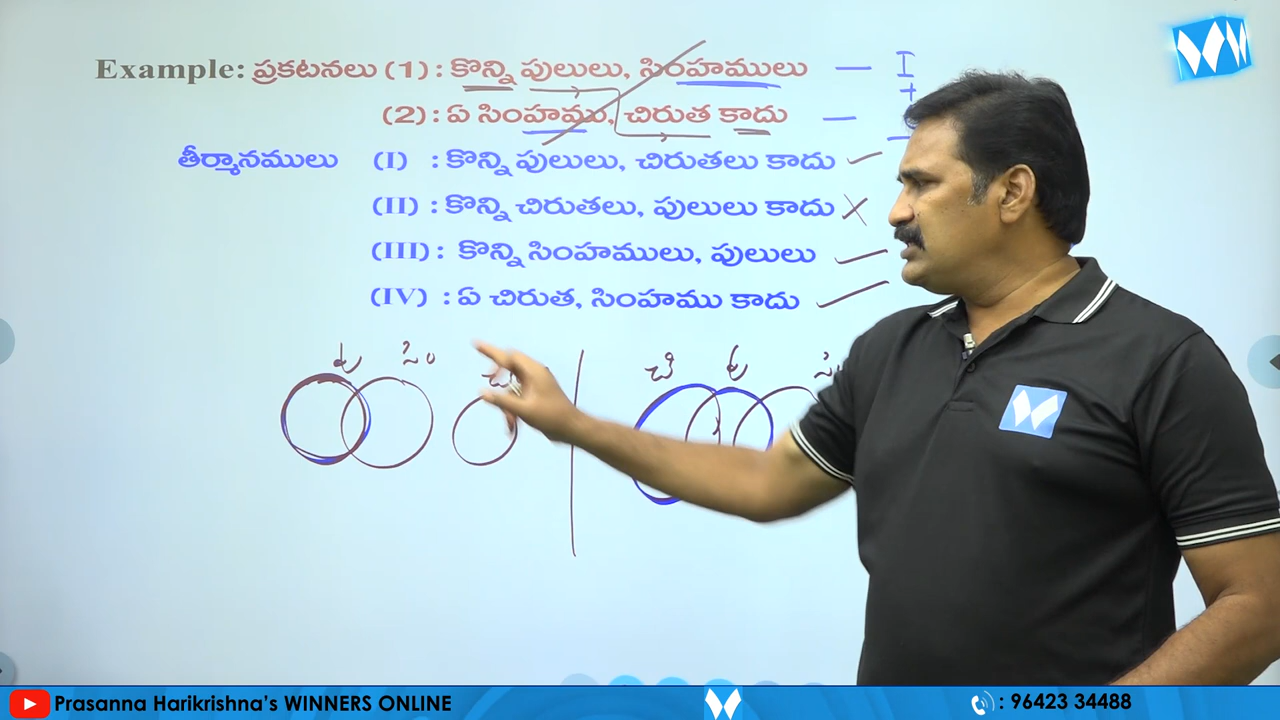 Example: ప్రకటనలు (1) : కొన్ని పులులు, సింహములు — I
+
(2) : ఏ సింహము, చిరుత కాదు —
తీర్మానములు (I) : కొన్ని పులులు, చిరుతలు కాదు
(II) : కొన్ని చిరుతలు, పులులు కాదు
(III) : కొన్ని సింహములు, పులులు
(IV) : ఏ చిరుత, సింహము కాదు
పు సిం చి పు సిం
Prasanna Harikrishna's WINNERS ONLINE : 96423 34488